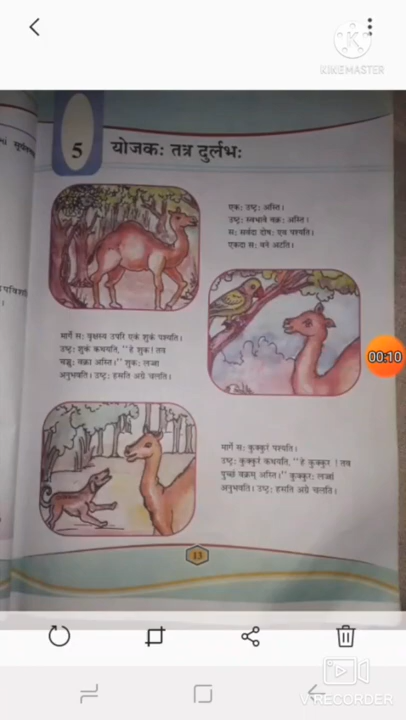 KINEMASTER
5
योजकः तत्र दुर्लभः
एकः उष्ट्रः अस्ति।
उष्ट्रः स्वभावे वक्रः अस्ति।
सः सर्वदा दोषः एव पश्यति।
एकदा सः वने अटति।
मार्गे सः वृक्षस्य उपरि एकं शुकं पश्यति।
उष्ट्रः शुकं कथयति, "हे शुक! तव
चञ्चुः वक्रा अस्ति।" शुकः लज्जां
अनुभवति। उष्ट्रः हसति अग्रे चलति।
00:10
मार्गे सः कुक्कुरं पश्यति।
उष्ट्रः कुक्कुरं कथयति, "हे कुक्कुर ! तव
पुच्छं वक्रम् अस्ति।" कुक्कुरः लज्जां
अनुभवति। उष्ट्रः हसति अग्रे चलति।
13
V RECORDER